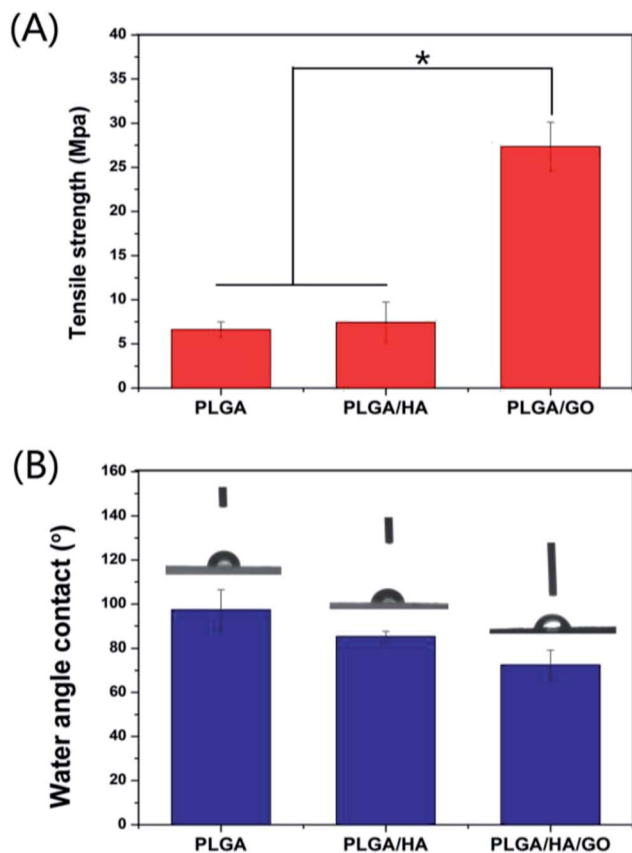 (A)
Tensile strength (Mpa)
40
35
30
25
20
15
10
5
0
*
PLGA
PLGA/HA
PLGA/GO
(B)
Water angle contact (º)
160
140
120
100
80
60
40
20
0
PLGA
PLGA/HA
PLGA/HA/GO